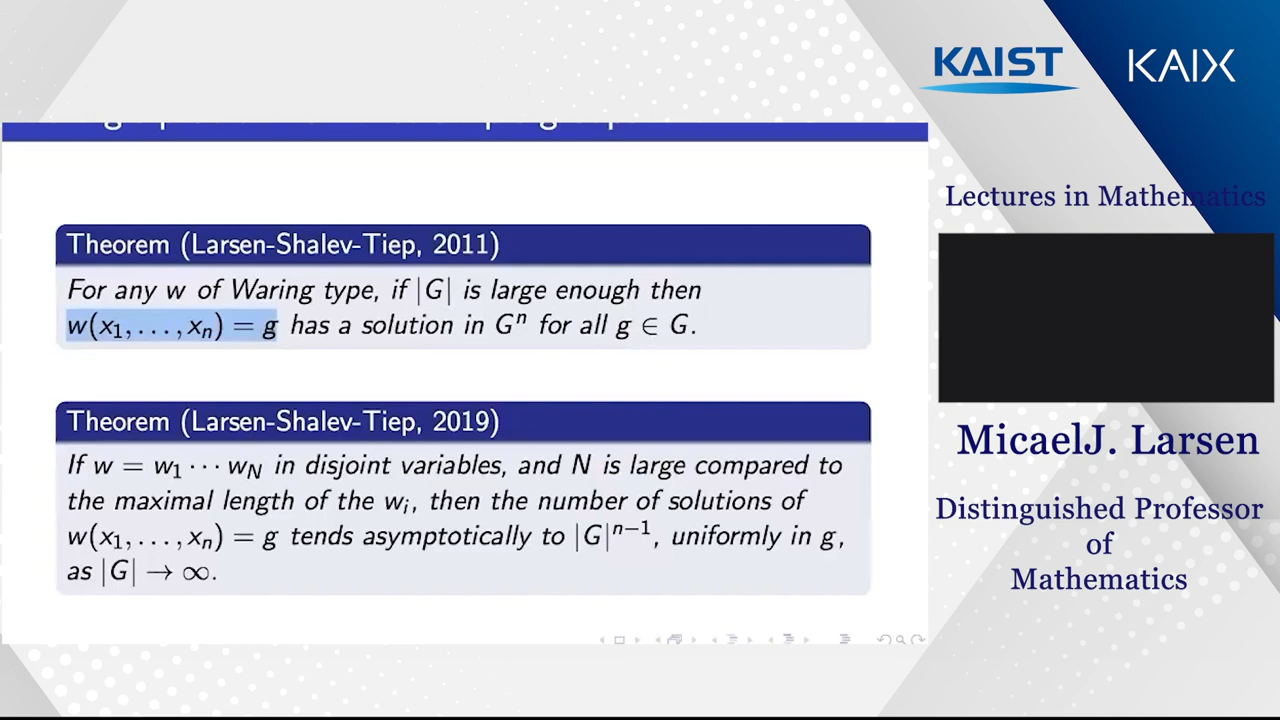 KAIST KAIX
Lectures in Mathematics
Theorem (Larsen-Shalev-Tiep, 2011)
For any w of Waring type, if |G| is large enough then
w(x₁, . . . , xₙ) = g has a solution in Gⁿ for all g ∈ G.
Theorem (Larsen-Shalev-Tiep, 2019)
If w = w₁ · · · w_N in disjoint variables, and N is large compared to
the maximal length of the wᵢ, then the number of solutions of
w(x₁, . . . , xₙ) = g tends asymptotically to |G|ⁿ⁻¹, uniformly in g,
as |G| → ∞.
MicaelJ. Larsen
Distinguished Professor
of
Mathematics